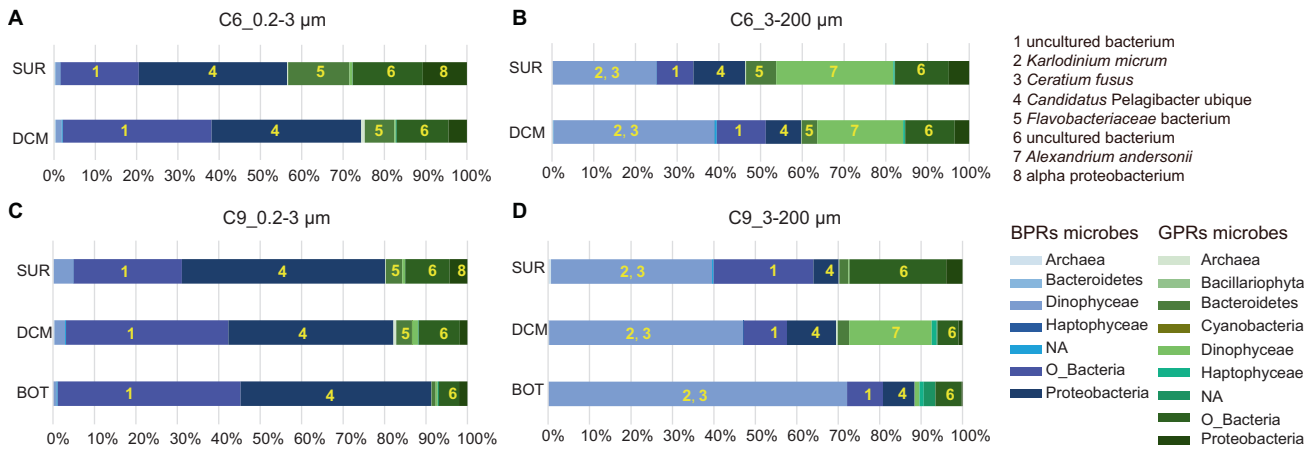 A
C6_0.2-3 µm
SUR
1
4
5
6
8
DCM
1
4
5
6
0% 10% 20% 30% 40% 50% 60% 70% 80% 90% 100%
B
C6_3-200 µm
SUR
2, 3
1
4
5
7
6
DCM
2, 3
1
4
5
7
6
0% 10% 20% 30% 40% 50% 60% 70% 80% 90% 100%
1 uncultured bacterium
2 Karlodinium micrum
3 Ceratium fusus
4 Candidatus Pelagibacter ubique
5 Flavobacteriaceae bacterium
6 uncultured bacterium
7 Alexandrium andersonii
8 alpha proteobacterium
C
C9_0.2-3 µm
SUR
1
4
5
6
8
DCM
1
4
5
6
BOT
1
4
6
0% 10% 20% 30% 40% 50% 60% 70% 80% 90% 100%
D
C9_3-200 µm
SUR
2, 3
1
4
6
DCM
2, 3
1
4
7
6
BOT
2, 3
1
4
6
0% 10% 20% 30% 40% 50% 60% 70% 80% 90% 100%
BPRs microbes
Archaea
Bacteroidetes
Dinophyceae
Haptophyceae
NA
O_Bacteria
Proteobacteria
GPRs microbes
Archaea
Bacillariophyta
Bacteroidetes
Cyanobacteria
Dinophyceae
Haptophyceae
NA
O_Bacteria
Proteobacteria